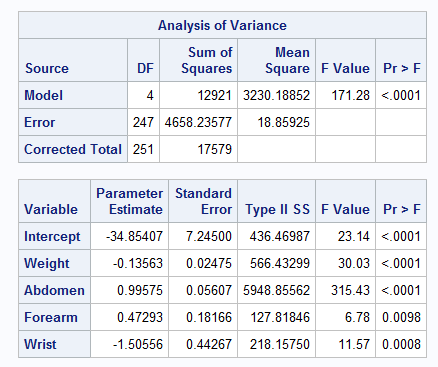 Analysis of Variance
Source DF Sum of Squares Mean Square F Value Pr > F
Model 4 12921 3230.18852 171.28 <.0001
Error 247 4658.23577 18.85925
Corrected Total 251 17579
Variable Parameter Estimate Standard Error Type II SS F Value Pr > F
Intercept -34.85407 7.24500 436.46987 23.14 <.0001
Weight -0.13563 0.02475 566.43299 30.03 <.0001
Abdomen 0.99575 0.05607 5948.85562 315.43 <.0001
Forearm 0.47293 0.18166 127.81846 6.78 0.0098
Wrist -1.50556 0.44267 218.15750 11.57 0.0008